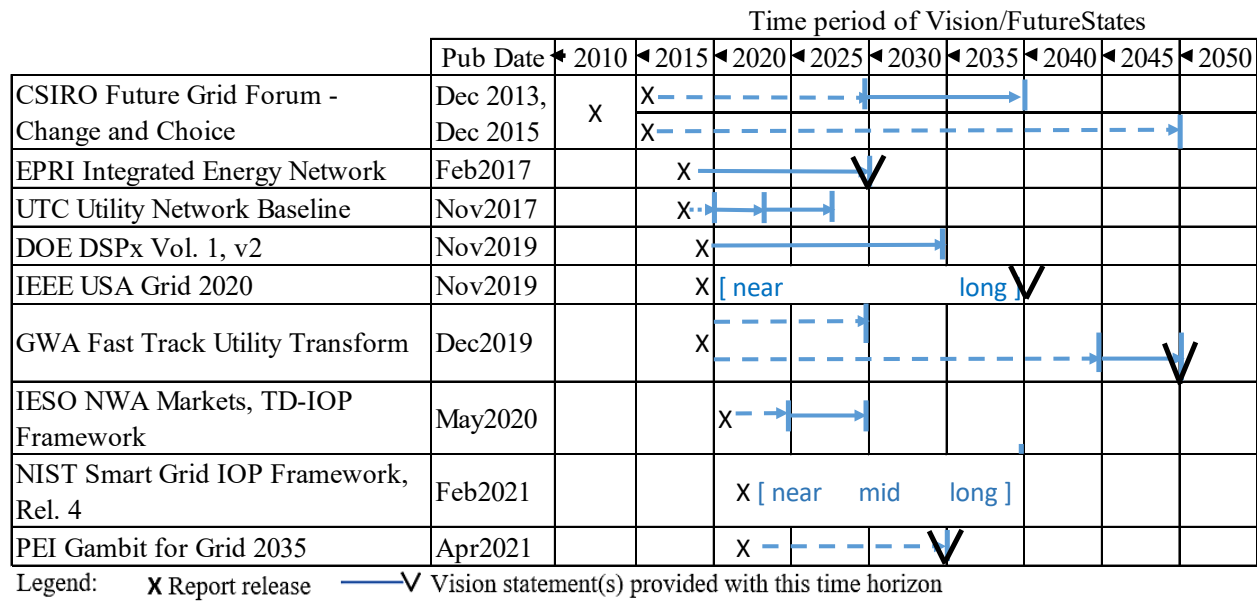 Time period of Vision/FutureStates
Pub Date 2010 2015 2020 2025 2030 2035 2040 2045 2050
CSIRO Future Grid Forum -
Change and Choice
Dec 2013,
Dec 2015
X
X
X
EPRI Integrated Energy Network Feb2017 X
UTC Utility Network Baseline Nov2017 X
DOE DSPx Vol. 1, v2 Nov2019 X
IEEE USA Grid 2020 Nov2019 X [ near long ]
GWA Fast Track Utility Transform Dec2019 X
IESO NWA Markets, TD-IOP
Framework
May2020 X
NIST Smart Grid IOP Framework,
Rel. 4
Feb2021 X [ near mid long ]
PEI Gambit for Grid 2035 Apr2021 X
Legend: X Report release Vision statement(s) provided with this time horizon